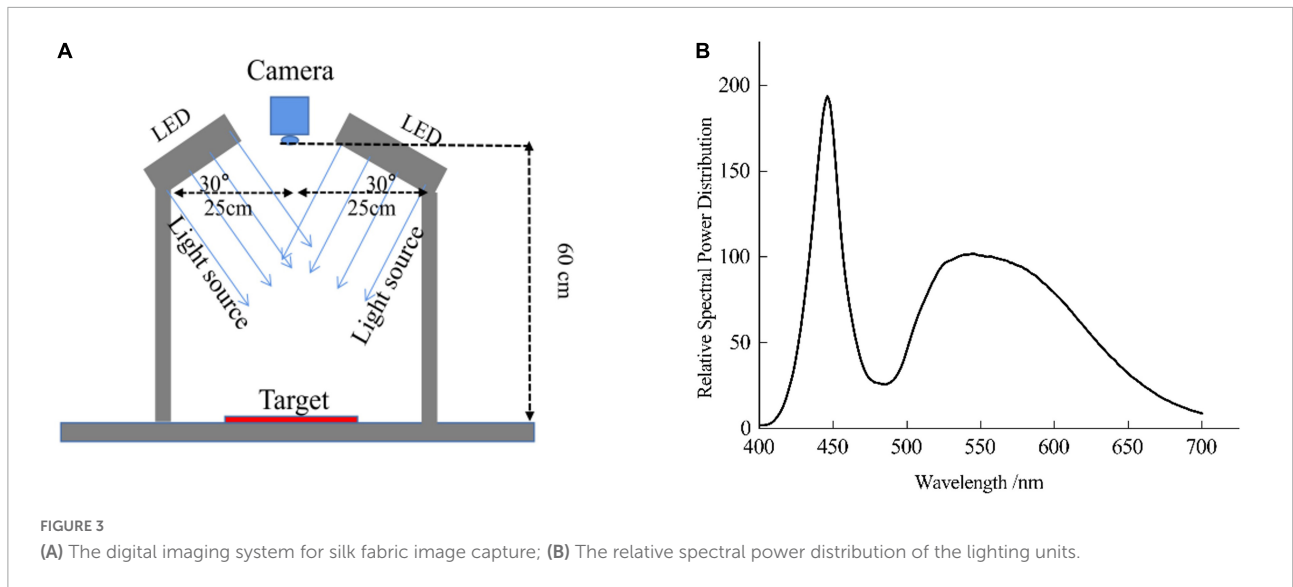 A
Camera
LED
LED
30°
30°
25cm
25cm
Light source
Light source
60 cm
Target
B
Relative Spectral Power Distribution
200
150
100
50
0
400 450 500 550 600 650 700
Wavelength /nm
FIGURE 3
(A) The digital imaging system for silk fabric image capture; (B) The relative spectral power distribution of the lighting units.